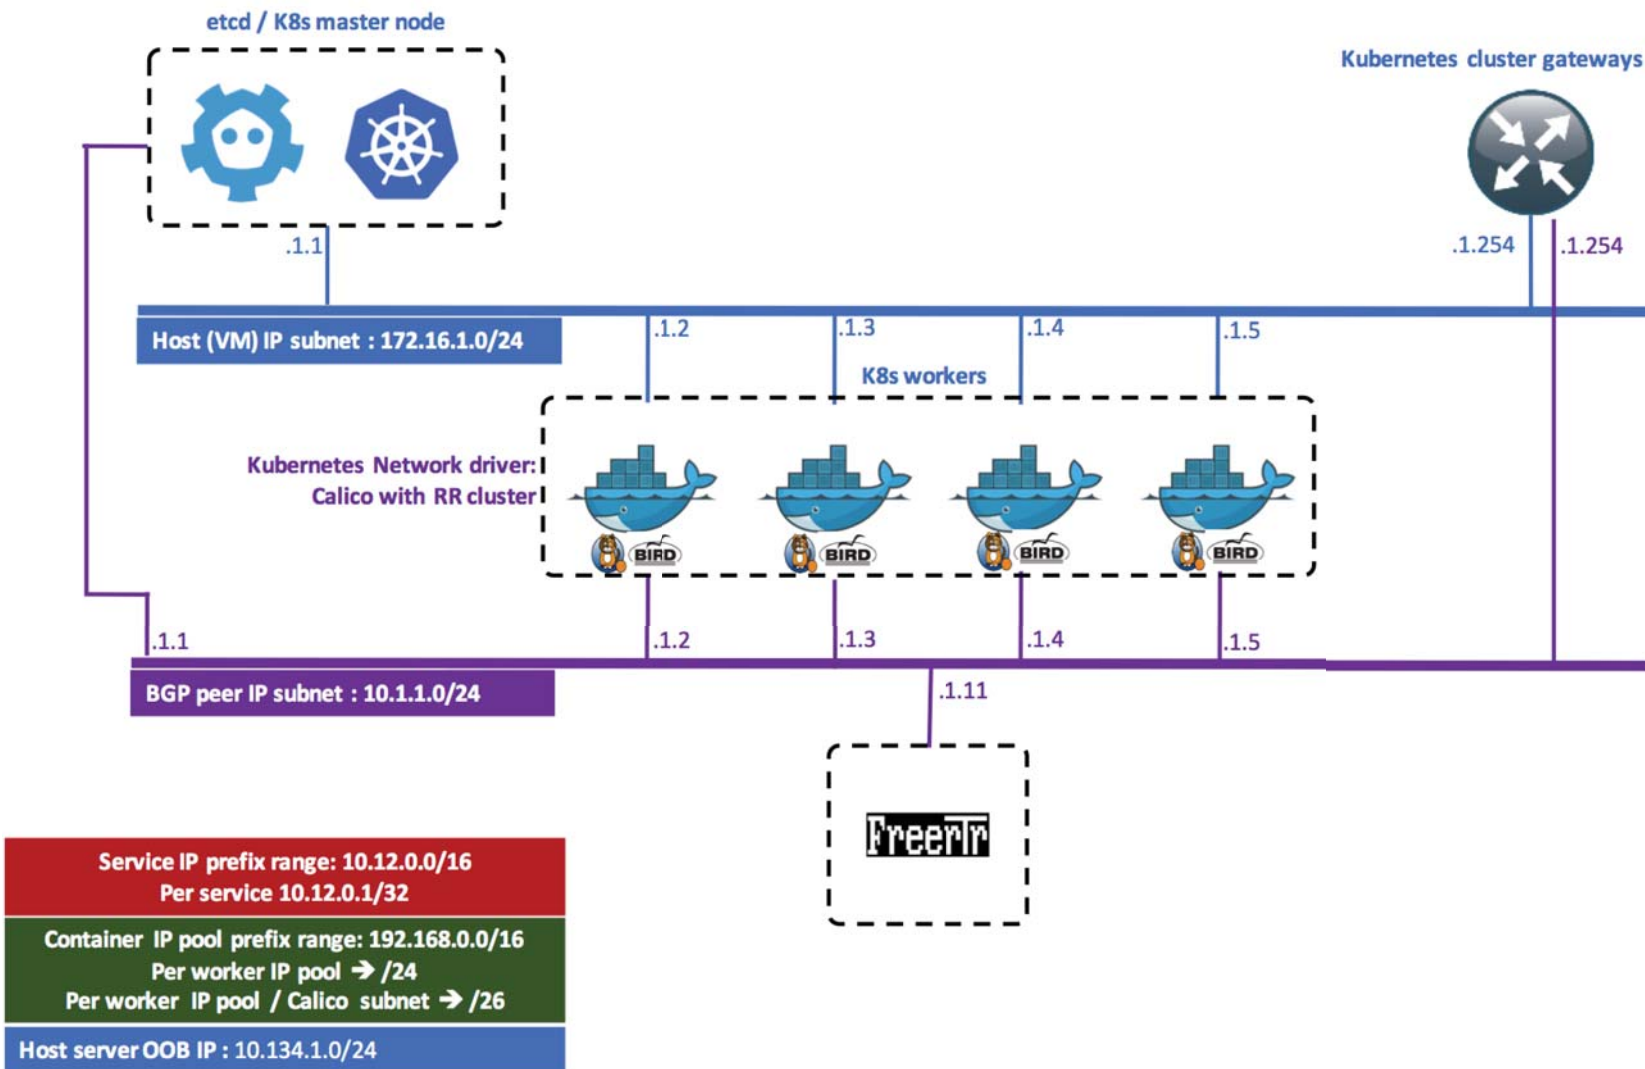 etcd / K8s master node
Kubernetes cluster gateways
.1.1
.1.254
.1.254
Host (VM) IP subnet : 172.16.1.0/24
.1.2
.1.3
.1.4
.1.5
K8s workers
Kubernetes Network driver:
Calico with RR cluster
BIRD
BIRD
BIRD
BIRD
.1.1
.1.2
.1.3
.1.4
.1.5
BGP peer IP subnet : 10.1.1.0/24
.1.11
FreerTr
Service IP prefix range: 10.12.0.0/16
Per service 10.12.0.1/32
Container IP pool prefix range: 192.168.0.0/16
Per worker IP pool ➔ /24
Per worker IP pool / Calico subnet ➔ /26
Host server OOB IP : 10.134.1.0/24